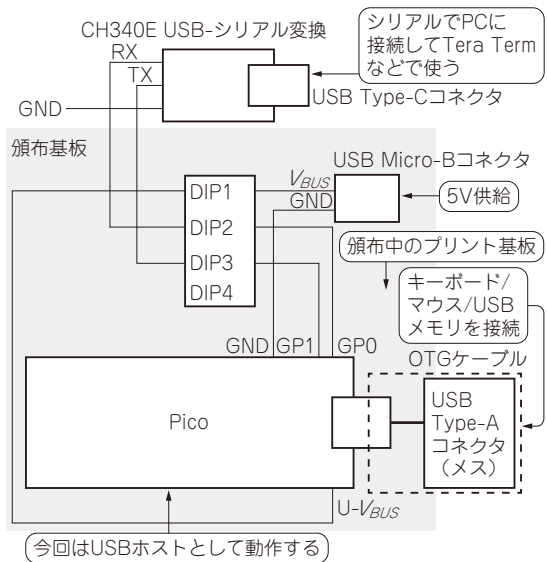 CH340E USB-シリアル変換
シリアルでPCに
接続してTera Term
などで使う
RX
TX
GND
USB Type-Cコネクタ
頒布基板
USB Micro-Bコネクタ
VBUS
GND
5V供給
DIP1
DIP2
DIP3
DIP4
頒布中のプリント基板
キーボード/
マウス/USB
メモリを接続
GND GP1 GP0
OTGケーブル
Pico
USB
Type-A
コネクタ
(メス)
U-VBUS
今回はUSBホストとして動作する